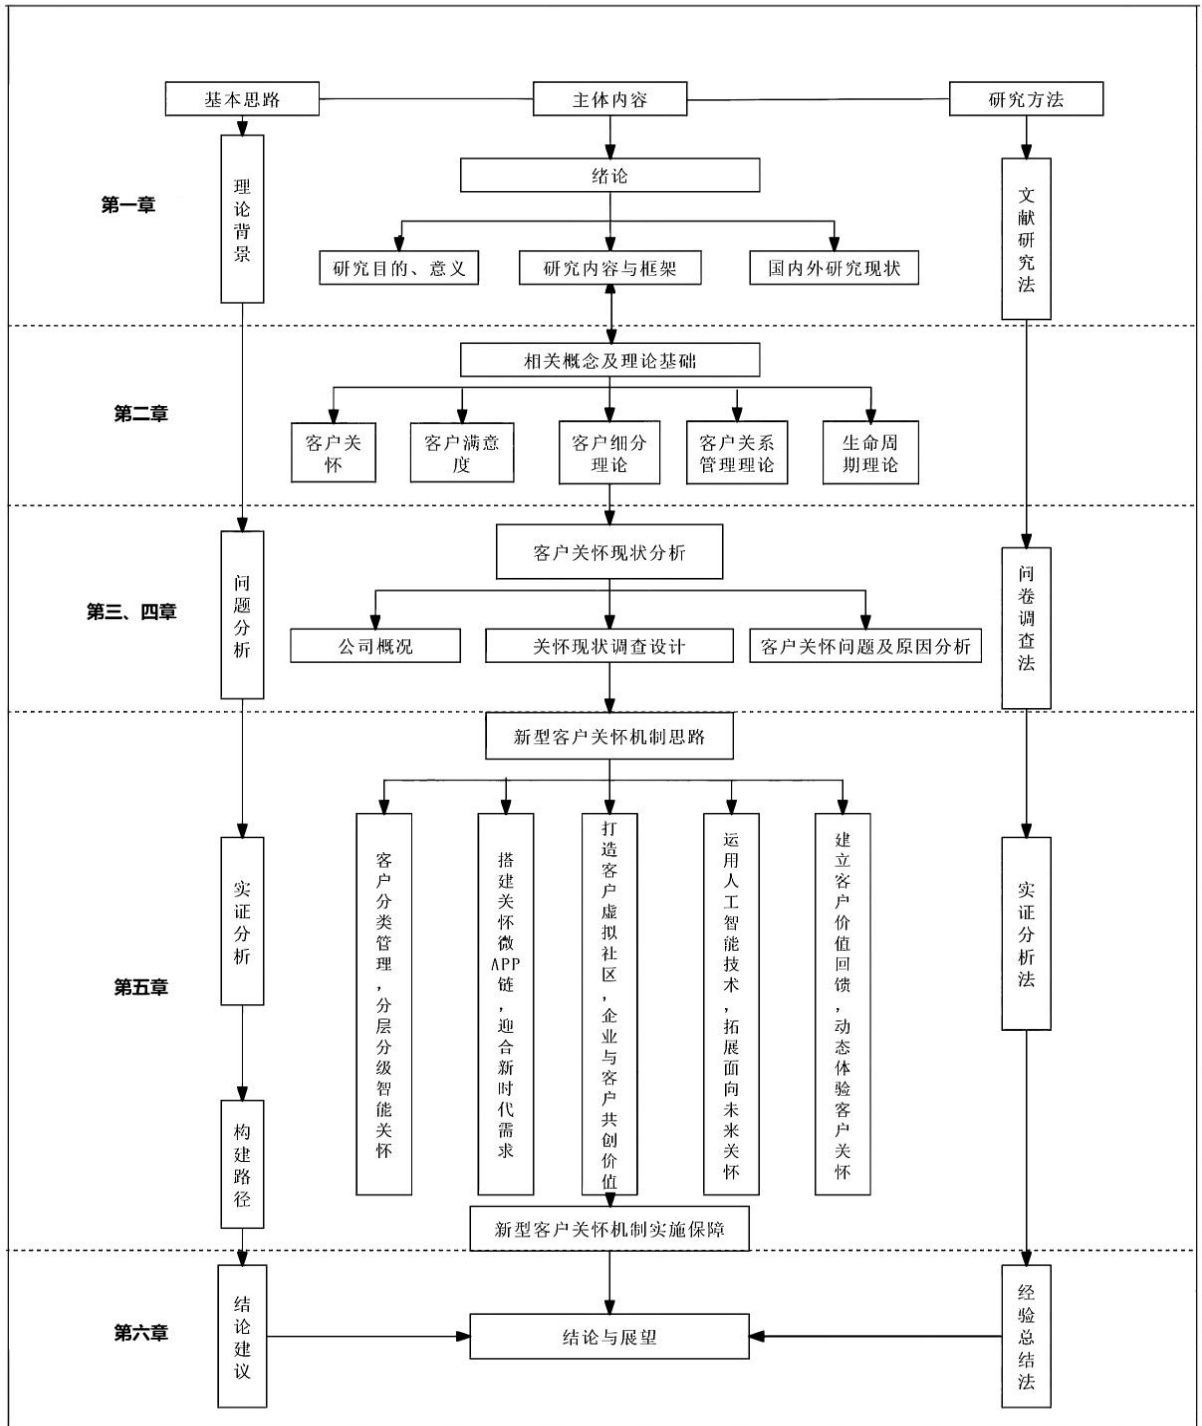 基本思路
主体内容
研究方法
第一章
理论背景
绪论
文献研究法
研究目的、意义
研究内容与框架
国内外研究现状
第二章
相关概念及理论基础
客户关
怀
客户满意
度
客户细分
理论
客户关系
管理理论
生命周
期理论
第三、四章
问题分析
客户关怀现状分析
问卷调查法
公司概况
关怀现状调查设计
客户关怀问题及原因分析
第五章
新型客户关怀机制思路
实证分析
客户分类管理,分层分级智能关怀
搭建关怀微APP链,迎合新时代需求
打造客户虚拟社区,企业与客户共创价值
运用人工智能技术,拓展面向未来关怀
建立客户价值回馈,动态体验客户关怀
实证分析法
构建路径
新型客户关怀机制实施保障
第六章
结论建议
结论与展望
经验总结法